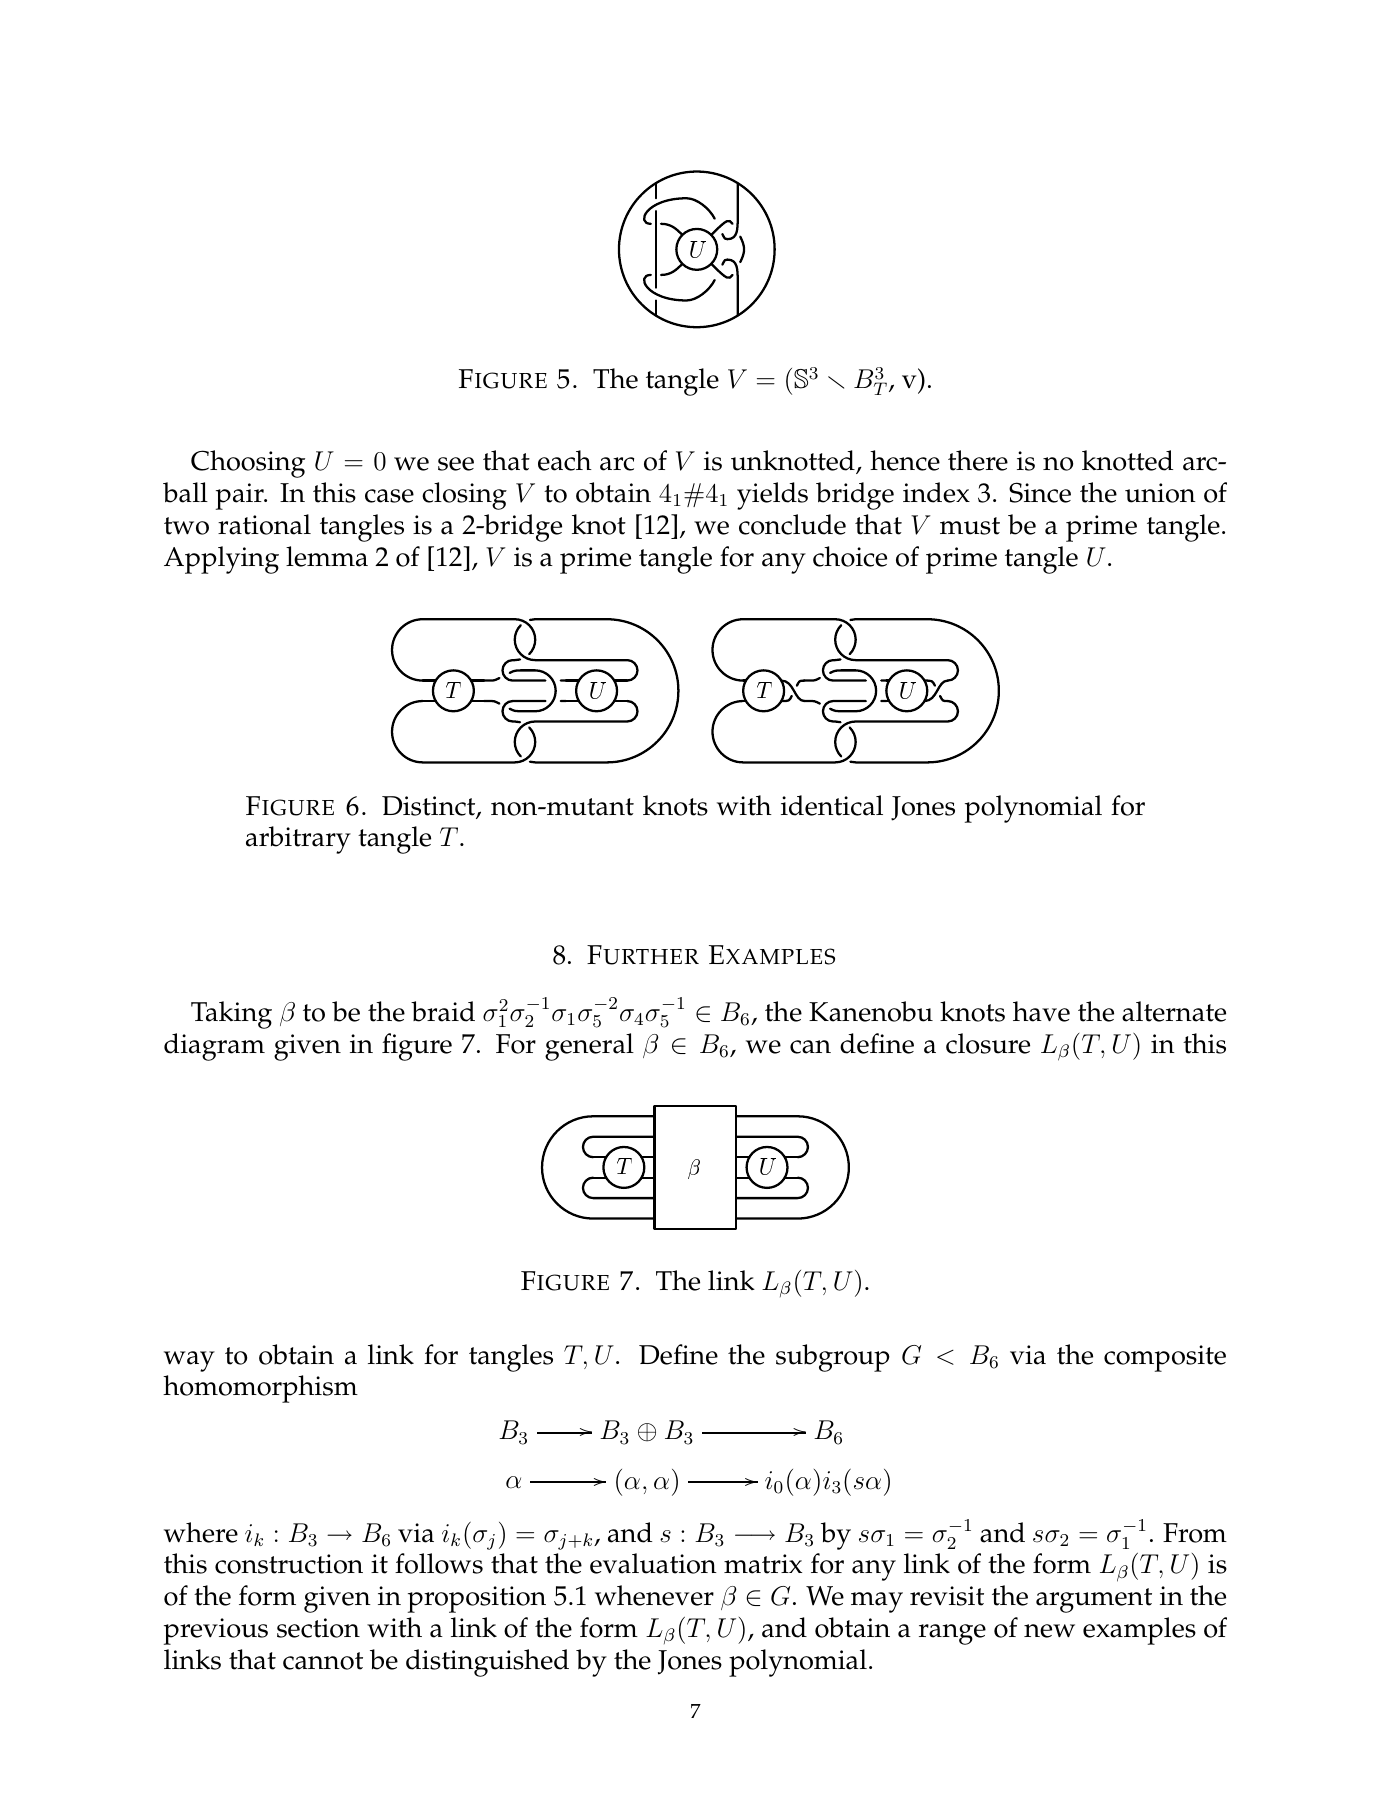 U
FIGURE 5. The tangle V = (𝕊³ ∖ B³_T, v).
Choosing U = 0 we see that each arc of V is unknotted, hence there is no knotted arc-
ball pair. In this case closing V to obtain 4₁#4₁ yields bridge index 3. Since the union of
two rational tangles is a 2-bridge knot [12], we conclude that V must be a prime tangle.
Applying lemma 2 of [12], V is a prime tangle for any choice of prime tangle U.
T U T U
FIGURE 6. Distinct, non-mutant knots with identical Jones polynomial for
arbitrary tangle T.
8. FURTHER EXAMPLES
Taking β to be the braid σ₁²σ₂⁻¹σ₁σ₅⁻²σ₄σ₅⁻¹ ∈ B₆, the Kanenobu knots have the alternate
diagram given in figure 7. For general β ∈ B₆, we can define a closure L_β(T, U) in this
T β U
FIGURE 7. The link L_β(T, U).
way to obtain a link for tangles T, U. Define the subgroup G < B₆ via the composite
homomorphism
B₃ ⟶ B₃ ⊕ B₃ ⟶ B₆
α ⟶ (α, α) ⟶ i₀(α)i₃(sα)
where i_k : B₃ → B₆ via i_k(σ_j) = σ_{j+k}, and s : B₃ ⟶ B₃ by sσ₁ = σ₂⁻¹ and sσ₂ = σ₁⁻¹. From
this construction it follows that the evaluation matrix for any link of the form L_β(T, U) is
of the form given in proposition 5.1 whenever β ∈ G. We may revisit the argument in the
previous section with a link of the form L_β(T, U), and obtain a range of new examples of
links that cannot be distinguished by the Jones polynomial.
7